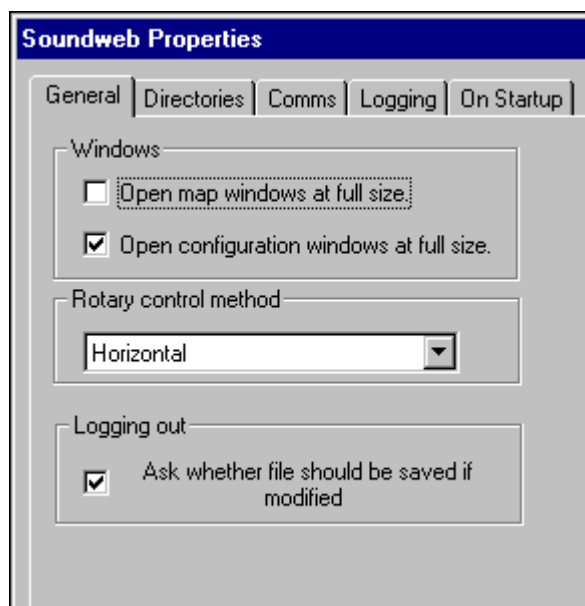 Soundweb Properties
General Directories Comms Logging On Startup
Windows
Open map windows at full size.
Open configuration windows at full size.
Rotary control method
Horizontal
Logging out
Ask whether file should be saved if
modified